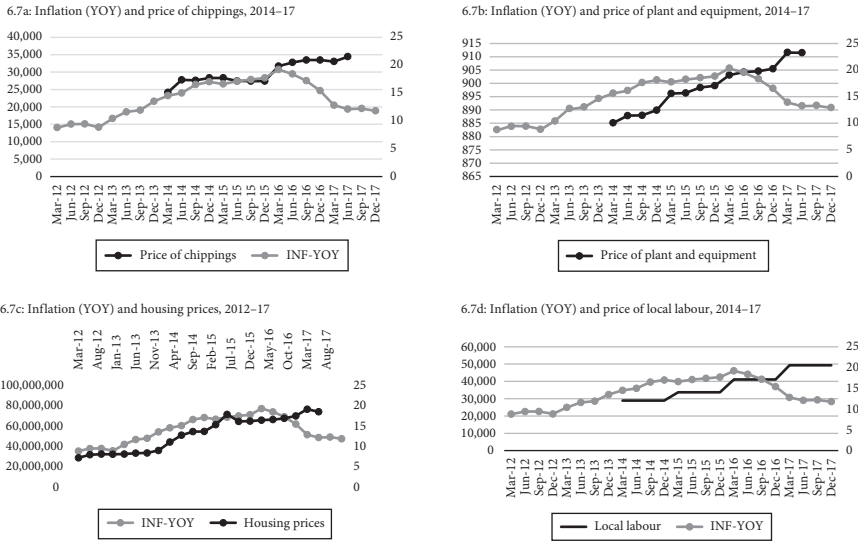 6.7a: Inflation (YOY) and price of chippings, 2014–17
40,000
35,000
30,000
25,000
20,000
15,000
10,000
5,000
0
25
20
15
10
5
0
Mar-12
Jun-12
Sep-12
Dec-12
Mar-13
Jun-13
Sep-13
Dec-13
Mar-14
Jun-14
Sep-14
Dec-14
Mar-15
Jun-15
Sep-15
Dec-15
Mar-16
Jun-16
Sep-16
Dec-16
Mar-17
Jun-17
Sep-17
Dec-17
Price of chippings INF-YOY
6.7b: Inflation (YOY) and price of plant and equipment, 2014–17
915
915
905
900
895
890
885
880
875
870
865
25
20
15
10
5
0
Mar-12
Jun-12
Sep-12
Dec-12
Mar-13
Jun-13
Sep-13
Dec-13
Mar-14
Jun-14
Sep-14
Dec-14
Mar-15
Jun-15
Sep-15
Dec-15
Mar-16
Jun-16
Sep-16
Dec-16
Mar-17
Jun-17
Sep-17
Dec-17
Price of plant and equipment
6.7c: Inflation (YOY) and housing prices, 2012–17
Mar-12
Aug-12
Jan-13
Jun-13
Nov-13
Apr-14
Sep-14
Feb-15
Jul-15
Dec-15
May-16
Oct-16
Mar-17
Aug-17
100,000,000
80,000,000
60,000,000
40,000,000
20,000,000
0
25
20
15
10
5
0
INF-YOY Housing prices
6.7d: Inflation (YOY) and price of local labour, 2014–17
60,000
50,000
40,000
30,000
20,000
10,000
0
25
20
15
10
5
0
Mar-12
Jun-12
Sep-12
Dec-12
Mar-13
Jun-13
Sep-13
Dec-13
Mar-14
Jun-14
Sep-14
Dec-14
Mar-15
Jun-15
Sep-15
Dec-15
Mar-16
Jun-16
Sep-16
Dec-16
Mar-17
Jun-17
Sep-17
Dec-17
Local labour INF-YOY